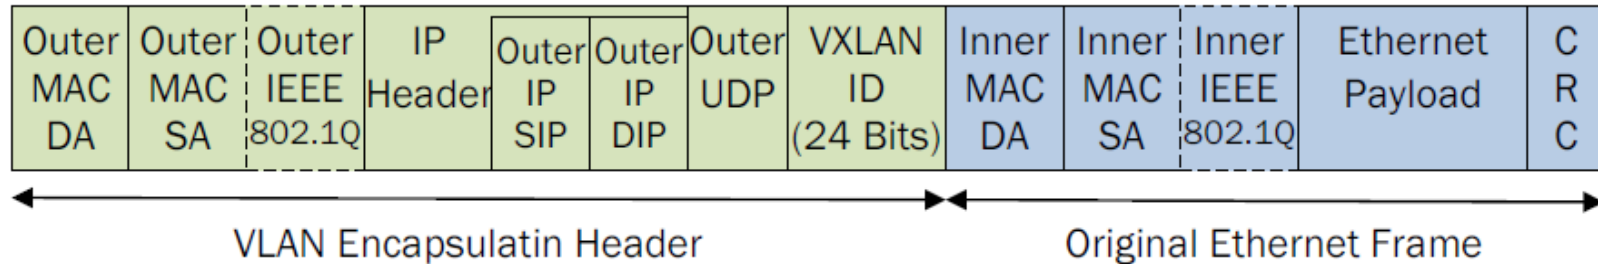 Outer MAC DA
Outer MAC SA
Outer IEEE 802.1Q
IP Header
Outer IP SIP
Outer IP DIP
Outer UDP
VXLAN ID (24 Bits)
Inner MAC DA
Inner MAC SA
Inner IEEE 802.1Q
Ethernet Payload
C R C
VLAN Encapsulatin Header
Original Ethernet Frame